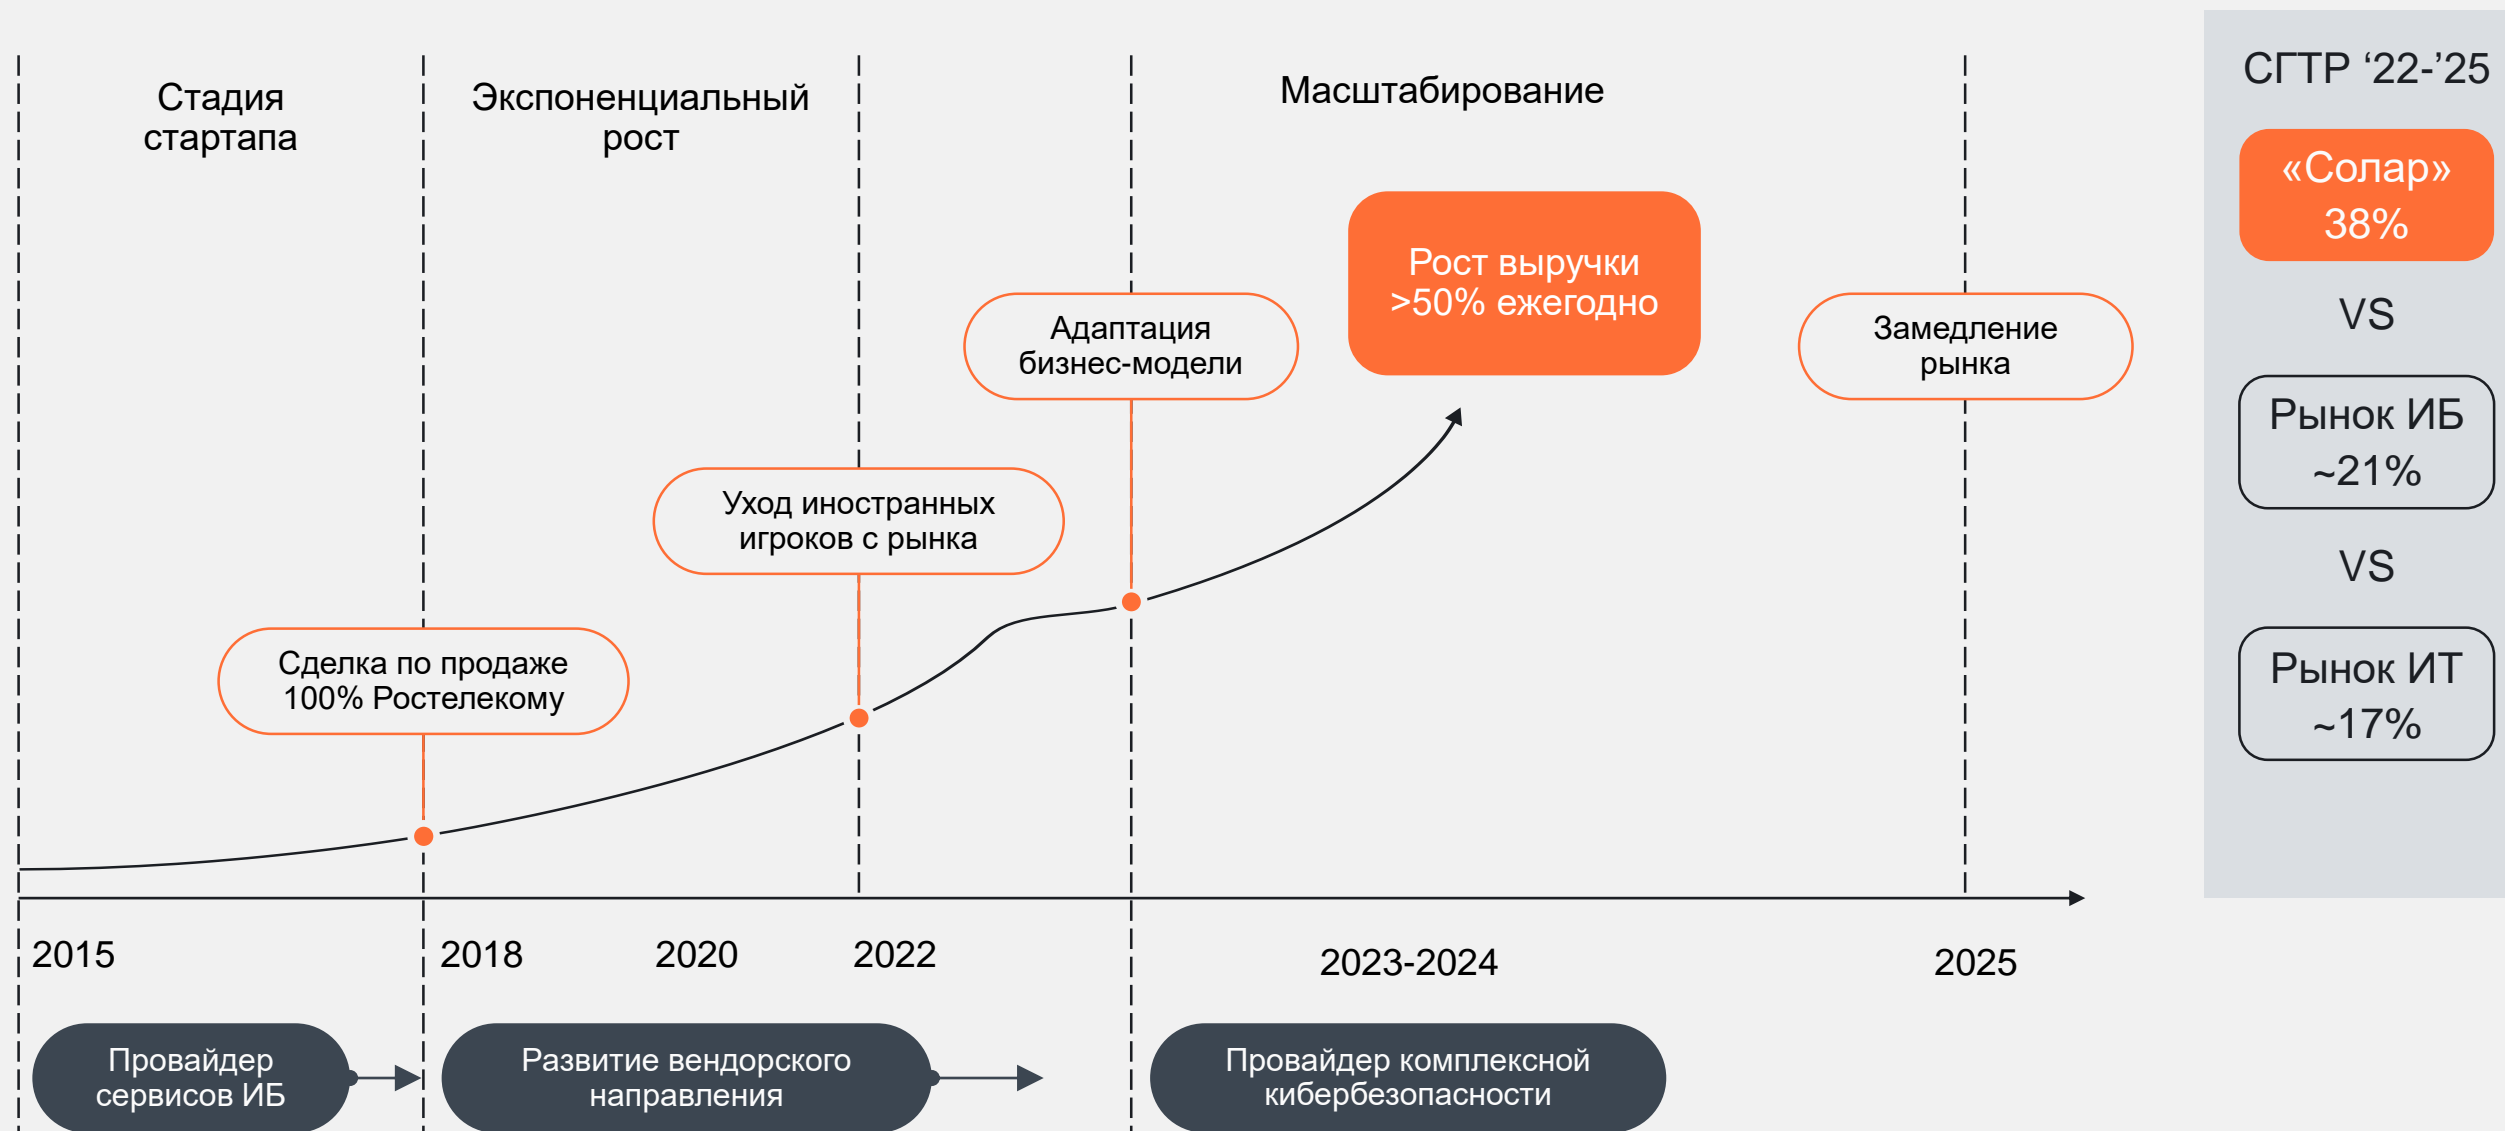 Стадия
стартапа
Экспоненциальный
рост
Масштабирование
Рост выручки
>50% ежегодно
Адаптация
бизнес-модели
Замедление
рынка
Уход иностранных
игроков с рынка
Сделка по продаже
100% Ростелекому
2015
2018
2020
2022
2023-2024
2025
Провайдер
сервисов ИБ
Развитие вендорского
направления
Провайдер комплексной
кибербезопасности
СГТР ‘22-’25
«Солар»
38%
VS
Рынок ИБ
~21%
VS
Рынок ИТ
~17%